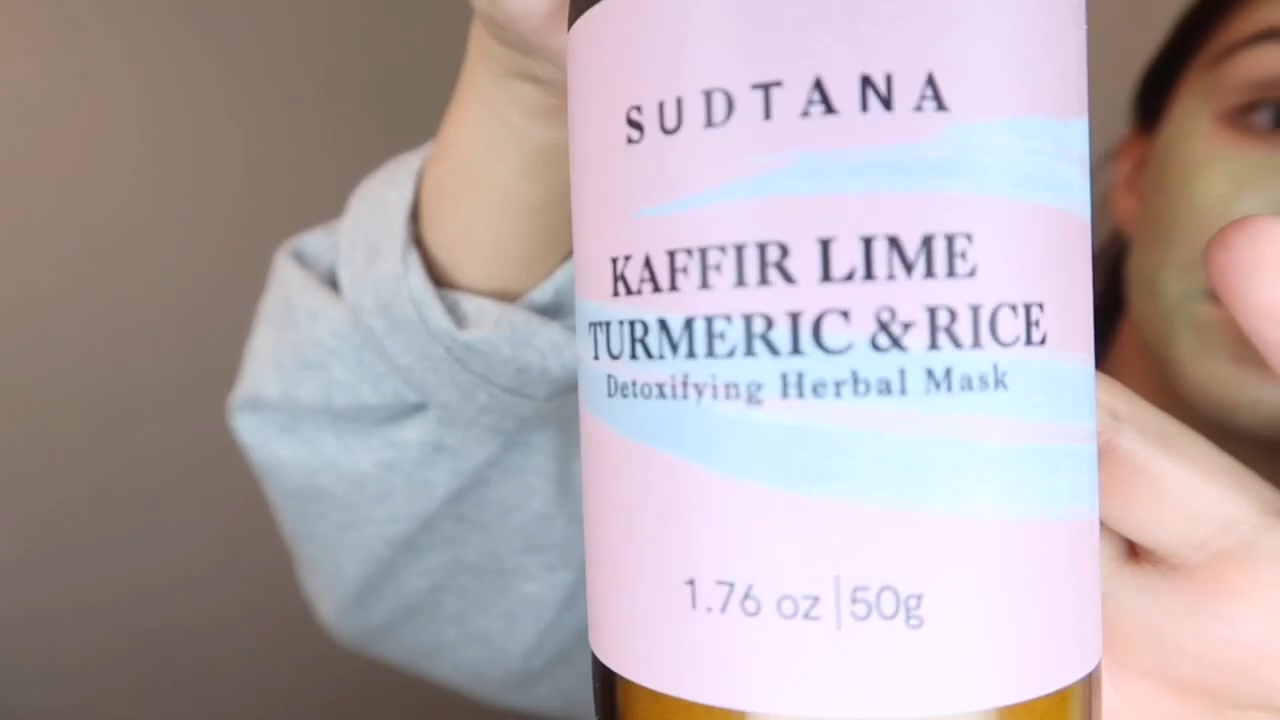 SUDTANA
KAFFIR LIME
TURMERIC & RICE
Detoxifying Herbal Mask
1.76 oz | 50g